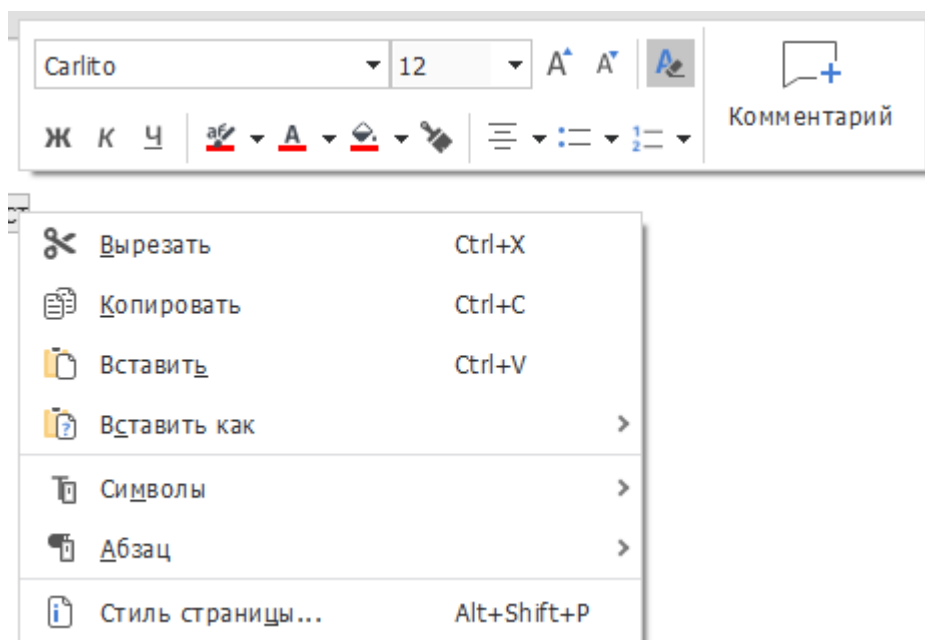 Carlito 12
Комментарий
Ж К Ч
Вырезать Ctrl+X
Копировать Ctrl+C
Вставить Ctrl+V
Вставить как
Символы
Абзац
Стиль страницы... Alt+Shift+P